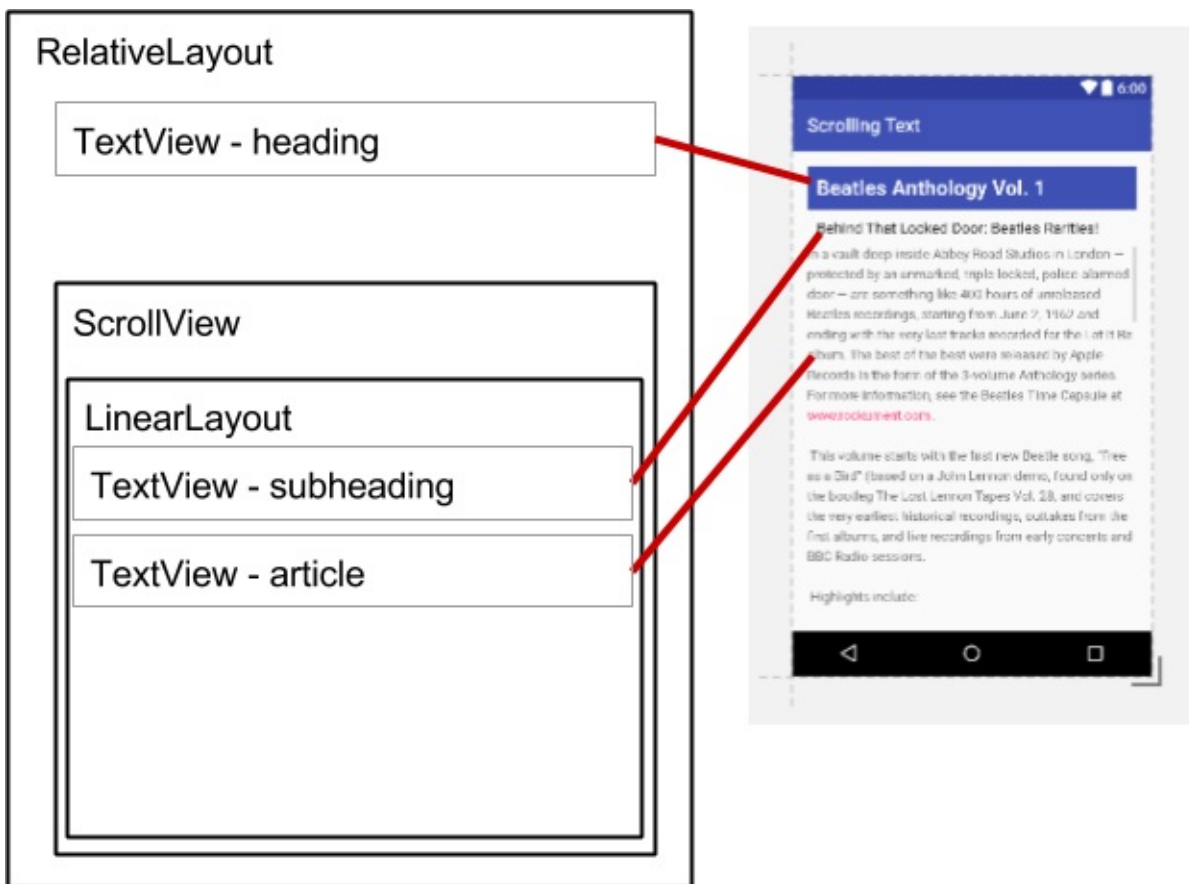 RelativeLayout
TextView - heading
ScrollView
LinearLayout
TextView - subheading
TextView - article
6:00
Scrolling Text
Beatles Anthology Vol. 1
Behind That Locked Door: Beatles Rarities!
In a vault deep inside Abbey Road Studios in London —
protected by an unmarked, triple locked, police alarmed
door — are something like 400 hours of unreleased
Beatles recordings, starting from June 2, 1962 and
ending with the very last tracks recorded for the Let It Be
album. The best of the best were released by Apple
Records in the form of the 3-volume Anthology series.
For more information, see the Beatles Time Capsule at
www.rockument.com.
This volume starts with the first new Beatle song, "Free
as a Bird" (based on a John Lennon demo, found only on
the bootleg The Lost Lennon Tapes Vol. 28, and covers
the very earliest historical recordings, outtakes from the
first albums, and live recordings from early concerts and
BBC Radio sessions.
Highlights include: